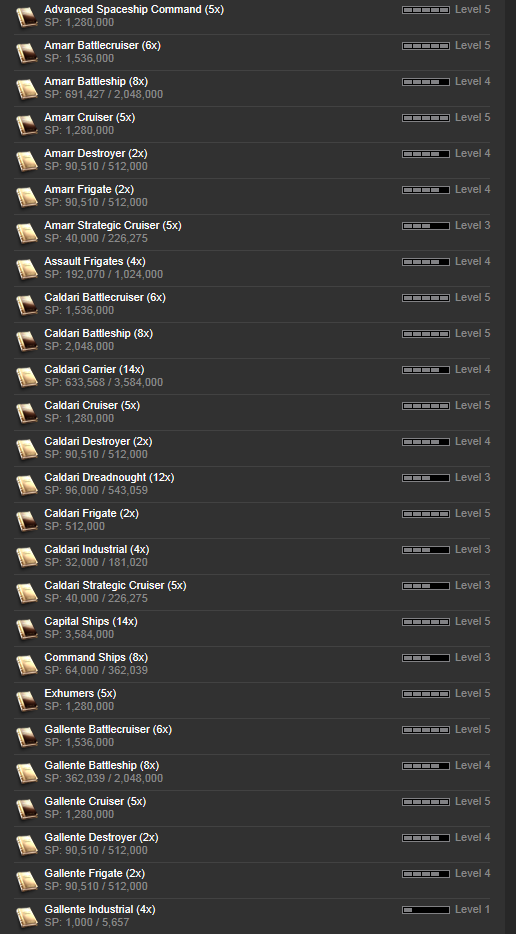 Advanced Spaceship Command (5x) Level 5
SP: 1,280,000
Amarr Battlecruiser (6x) Level 5
SP: 1,536,000
Amarr Battleship (8x) Level 4
SP: 691,427 / 2,048,000
Amarr Cruiser (5x) Level 5
SP: 1,280,000
Amarr Destroyer (2x) Level 4
SP: 90,510 / 512,000
Amarr Frigate (2x) Level 4
SP: 90,510 / 512,000
Amarr Strategic Cruiser (5x) Level 3
SP: 40,000 / 226,275
Assault Frigates (4x) Level 4
SP: 192,070 / 1,024,000
Caldari Battlecruiser (6x) Level 5
SP: 1,536,000
Caldari Battleship (8x) Level 5
SP: 2,048,000
Caldari Carrier (14x) Level 4
SP: 633,568 / 3,584,000
Caldari Cruiser (5x) Level 5
SP: 1,280,000
Caldari Destroyer (2x) Level 4
SP: 90,510 / 512,000
Caldari Dreadnought (12x) Level 3
SP: 96,000 / 543,059
Caldari Frigate (2x) Level 5
SP: 512,000
Caldari Industrial (4x) Level 3
SP: 32,000 / 181,020
Caldari Strategic Cruiser (5x) Level 3
SP: 40,000 / 226,275
Capital Ships (14x) Level 5
SP: 3,584,000
Command Ships (8x) Level 3
SP: 64,000 / 362,039
Exhumers (5x) Level 5
SP: 1,280,000
Gallente Battlecruiser (6x) Level 5
SP: 1,536,000
Gallente Battleship (8x) Level 4
SP: 362,039 / 2,048,000
Gallente Cruiser (5x) Level 5
SP: 1,280,000
Gallente Destroyer (2x) Level 4
SP: 90,510 / 512,000
Gallente Frigate (2x) Level 4
SP: 90,510 / 512,000
Gallente Industrial (4x) Level 1
SP: 1,000 / 5,657